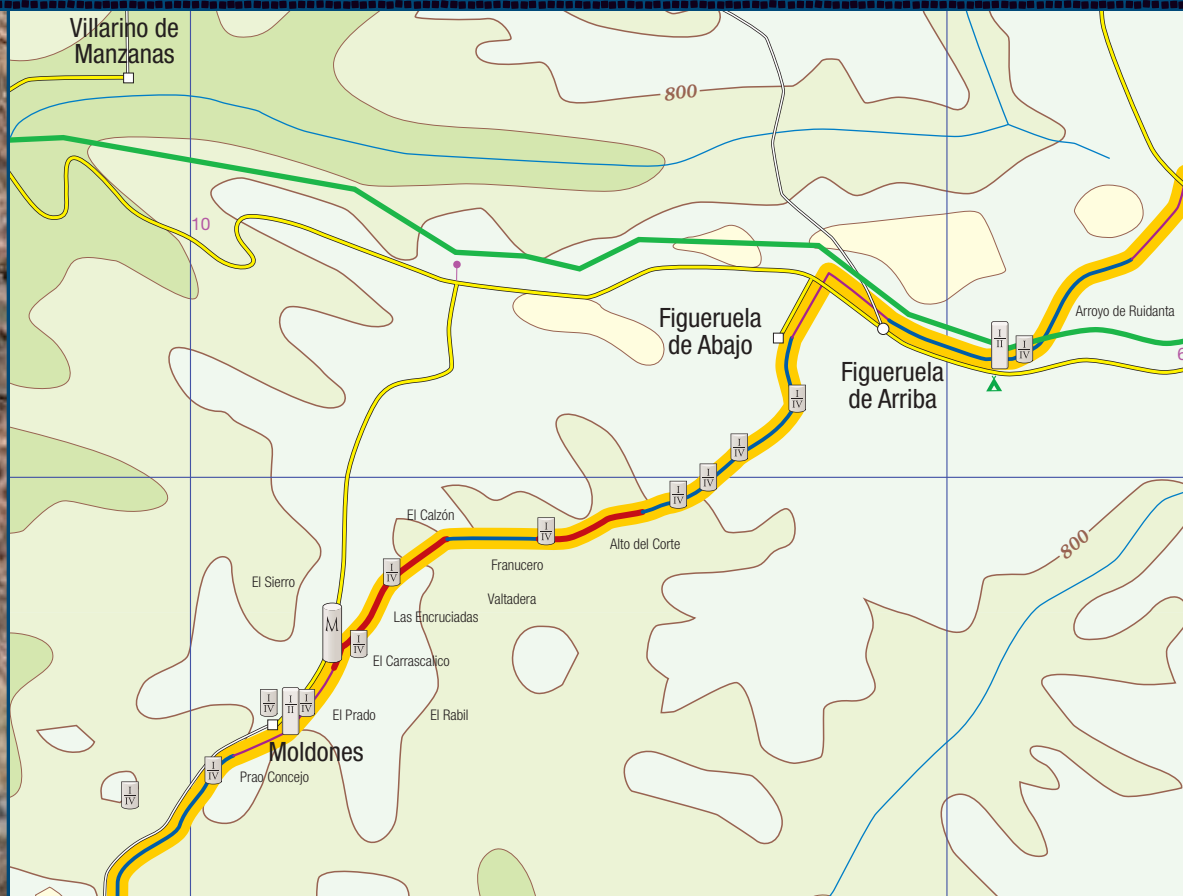 Villarino de
Manzanas
800
10
Figueruela
de Abajo
Figueruela
de Arriba
Arroyo de Ruidanta
I
II
I
IV
6
I
IV
I
IV
I
IV
I
IV
El Calzón
I
IV
Alto del Corte
800
Franucero
I
IV
El Sierro
Valtadera
Las Encruciadas
M
I
IV
El Carrascalico
I
IV
I
II
I
IV
El Prado
El Rabil
Moldones
I
IV
Prao Concejo
I
IV